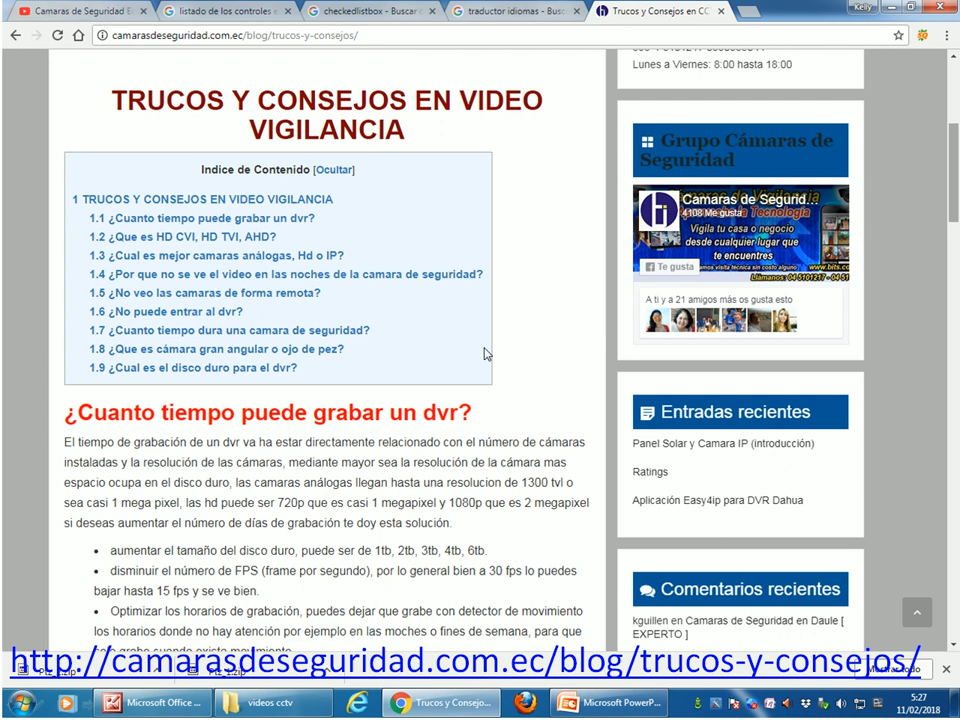 Camaras de Seguridad E
listado de los controles e
checkedlistbox - Buscar c
traductor idiomas - Busc
Trucos y Consejos en CC
Kelly
camarasdeseguridad.com.ec/blog/trucos-y-consejos/
Lunes a Viernes: 8:00 hasta 18:00
TRUCOS Y CONSEJOS EN VIDEO
VIGILANCIA
Indice de Contenido [Ocultar]
1 TRUCOS Y CONSEJOS EN VIDEO VIGILANCIA
1.1 ¿Cuanto tiempo puede grabar un dvr?
1.2 ¿Que es HD CVI, HD TVI, AHD?
1.3 ¿Cual es mejor camaras análogas, Hd o IP?
1.4 ¿Por que no se ve el video en las noches de la camara de seguridad?
1.5 ¿No veo las camaras de forma remota?
1.6 ¿No puede entrar al dvr?
1.7 ¿Cuanto tiempo dura una camara de seguridad?
1.8 ¿Que es cámara gran angular o ojo de pez?
1.9 ¿Cual es el disco duro para el dvr?
¿Cuanto tiempo puede grabar un dvr?
El tiempo de grabación de un dvr va ha estar directamente relacionado con el número de cámaras
instaladas y la resolución de las cámaras, mediante mayor sea la resolución de la cámara mas
espacio ocupa en el disco duro, las camaras análogas llegan hasta una resolucion de 1300 tvl o
sea casi 1 mega pixel, las hd puede ser 720p que es casi 1 megapixel y 1080p que es 2 megapixel
si deseas aumentar el número de días de grabación te doy esta solución.
• aumentar el tamaño del disco duro, puede ser de 1tb, 2tb, 3tb, 4tb, 6tb.
• disminuir el número de FPS (frame por segundo), por lo general bien a 30 fps lo puedes
bajar hasta 15 fps y se ve bien.
• Optimizar los horarios de grabación, puedes dejar que grabe con detector de movimiento
los horarios donde no hay atención por ejemplo en las moches o fines de semana, para que
Grupo Cámaras de
Seguridad
Camaras de Segurid...
4108 Me gusta
Vigila tu casa o negocio
desde cualquier lugar que
te encuentres
Te gusta
amos visita tecnica sin costo alguno
www.bits.co
Llámanos: 04 5101217 - 04 51
A ti y a 21 amigos más os gusta esto
Entradas recientes
Panel Solar y Camara IP (introducción)
Ratings
Aplicación Easy4ip para DVR Dahua
Comentarios recientes
kguillen en Camaras de Seguridad en Daule [
EXPERTO ]
http://camarasdeseguridad.com.ec/blog/trucos-y-consejos/
Microsoft Office ...
videos cctv
Trucos y Consejo...
Microsoft PowerP...
5:27
11/02/2018